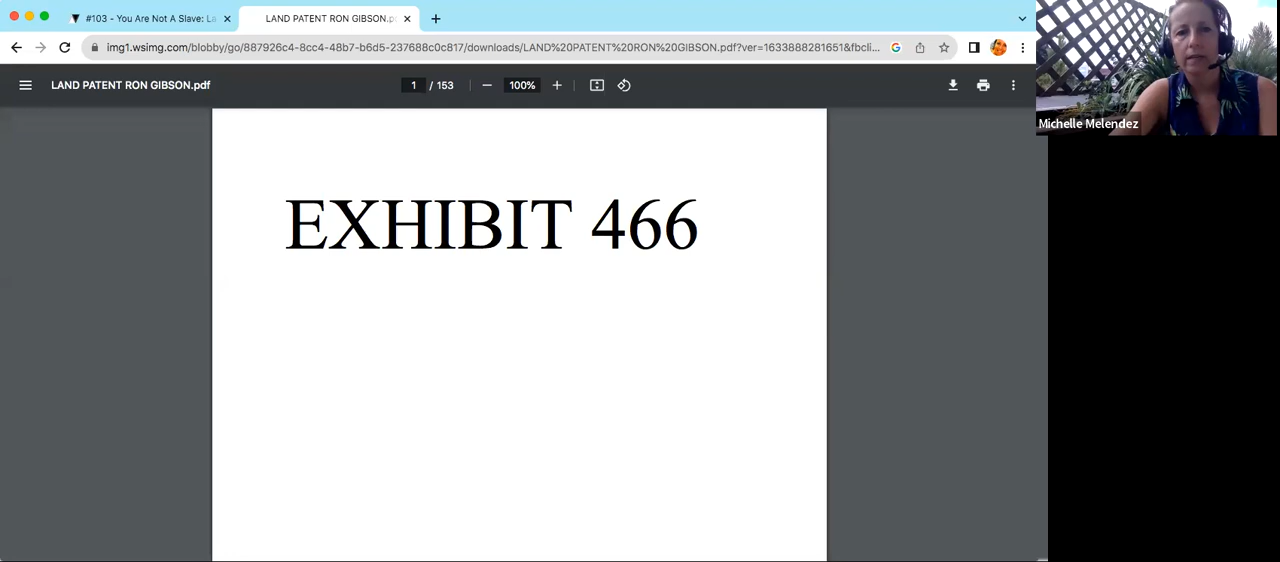 #103 - You Are Not A Slave: La
LAND PATENT RON GIBSON.pd
img1.wsimg.com/blobby/go/887926c4-8cc4-48b7-b6d5-237688c0c817/downloads/LAND%20PATENT%20RON%20GIBSON.pdf?ver=1633888281651&fbcli...
LAND PATENT RON GIBSON.pdf
1 / 153
100%
Michelle Melendez
EXHIBIT 466